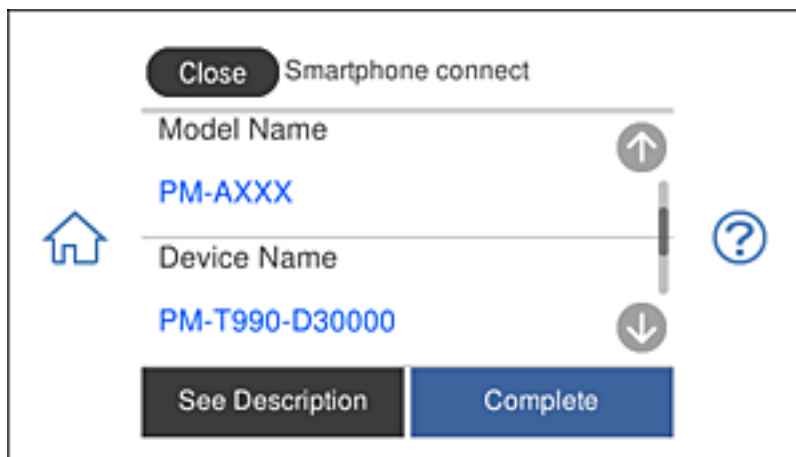 Close Smartphone connect
Model Name
PM-AXXX
Device Name
PM-T990-D30000
See Description Complete